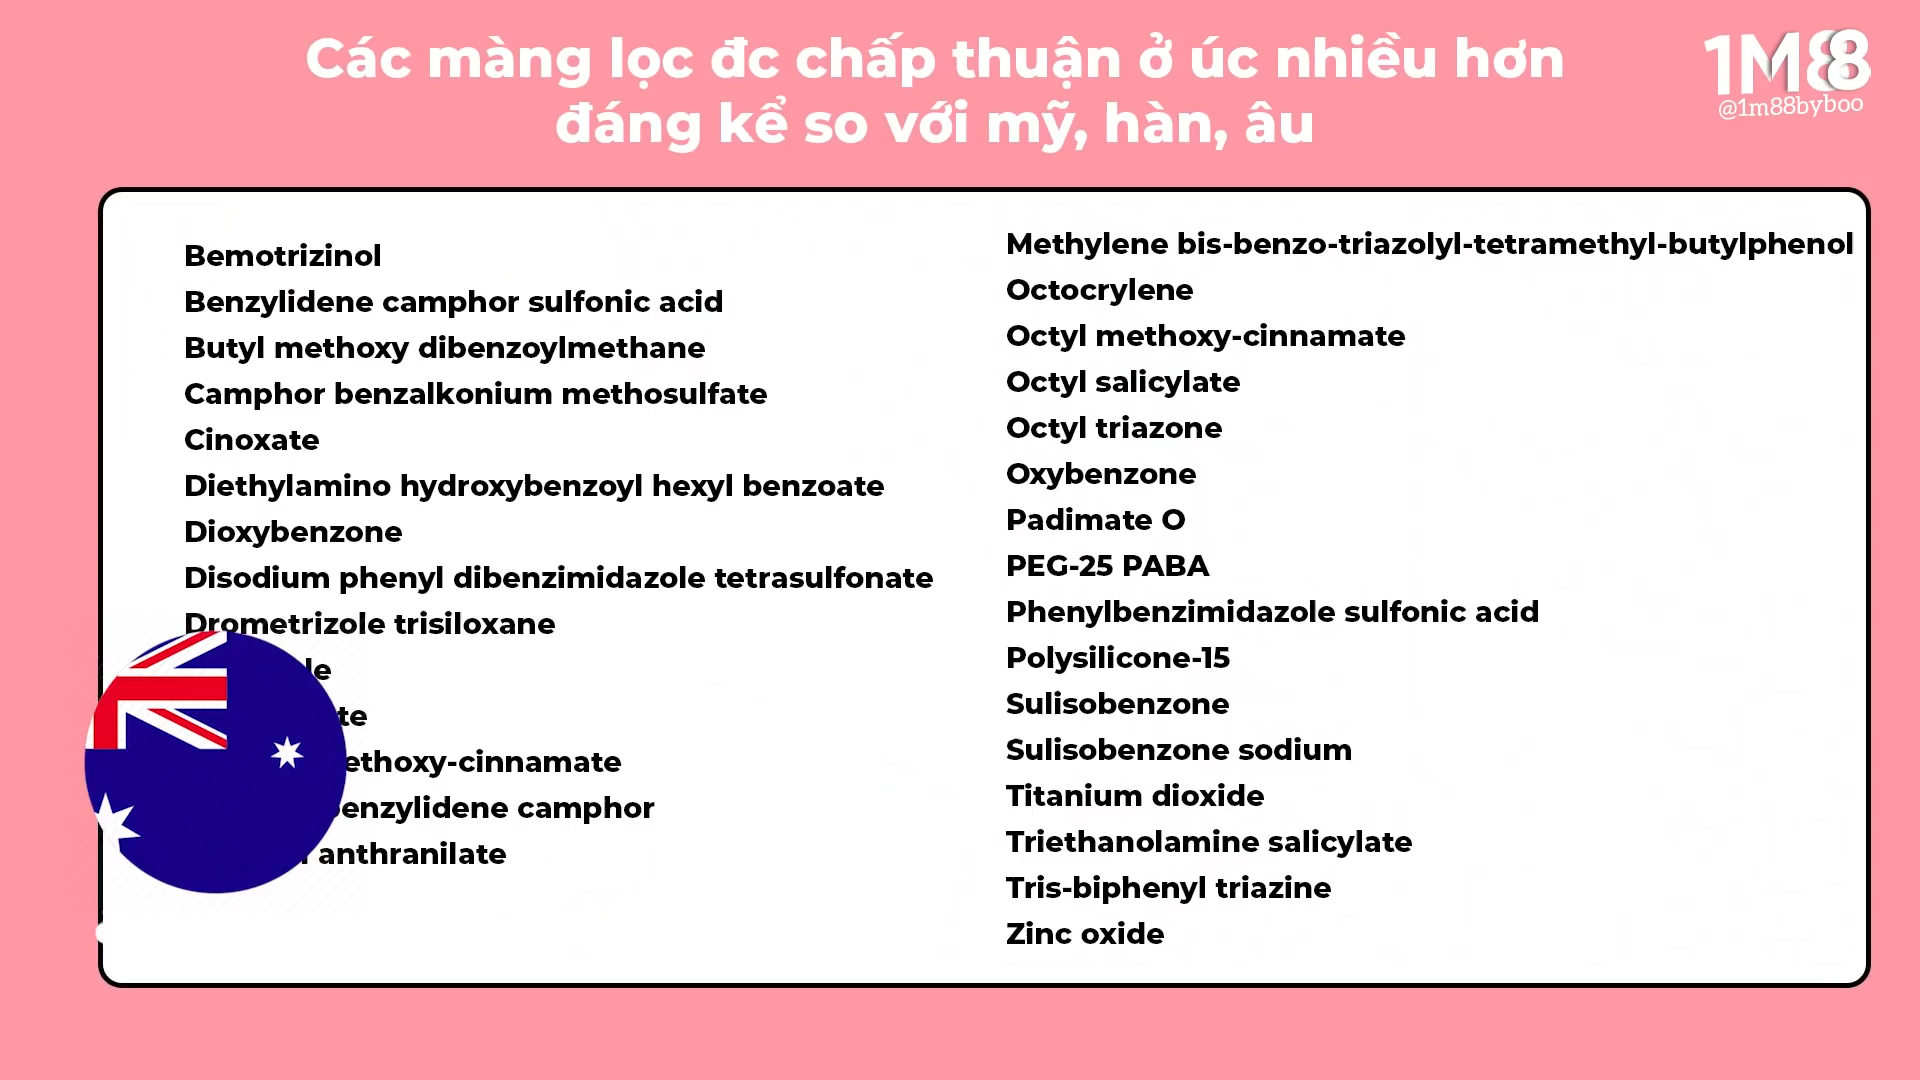 Các màng lọc đc chấp thuận ở úc nhiều hơn
đáng kể so với mỹ, hàn, âu
1M88
@1m88byboo
Bemotrizinol
Benzylidene camphor sulfonic acid
Butyl methoxy dibenzoylmethane
Camphor benzalkonium methosulfate
Cinoxate
Diethylamino hydroxybenzoyl hexyl benzoate
Dioxybenzone
Disodium phenyl dibenzimidazole tetrasulfonate
Drometrizole trisiloxane
camphor
anthranilate
Methylene bis-benzo-triazolyl-tetramethyl-butylphenol
Octocrylene
Octyl methoxy-cinnamate
Octyl salicylate
Octyl triazone
Oxybenzone
Padimate O
PEG-25 PABA
Phenylbenzimidazole sulfonic acid
Polysilicone-15
Sulisobenzone
Sulisobenzone sodium
Titanium dioxide
Triethanolamine salicylate
Tris-biphenyl triazine
Zinc oxide